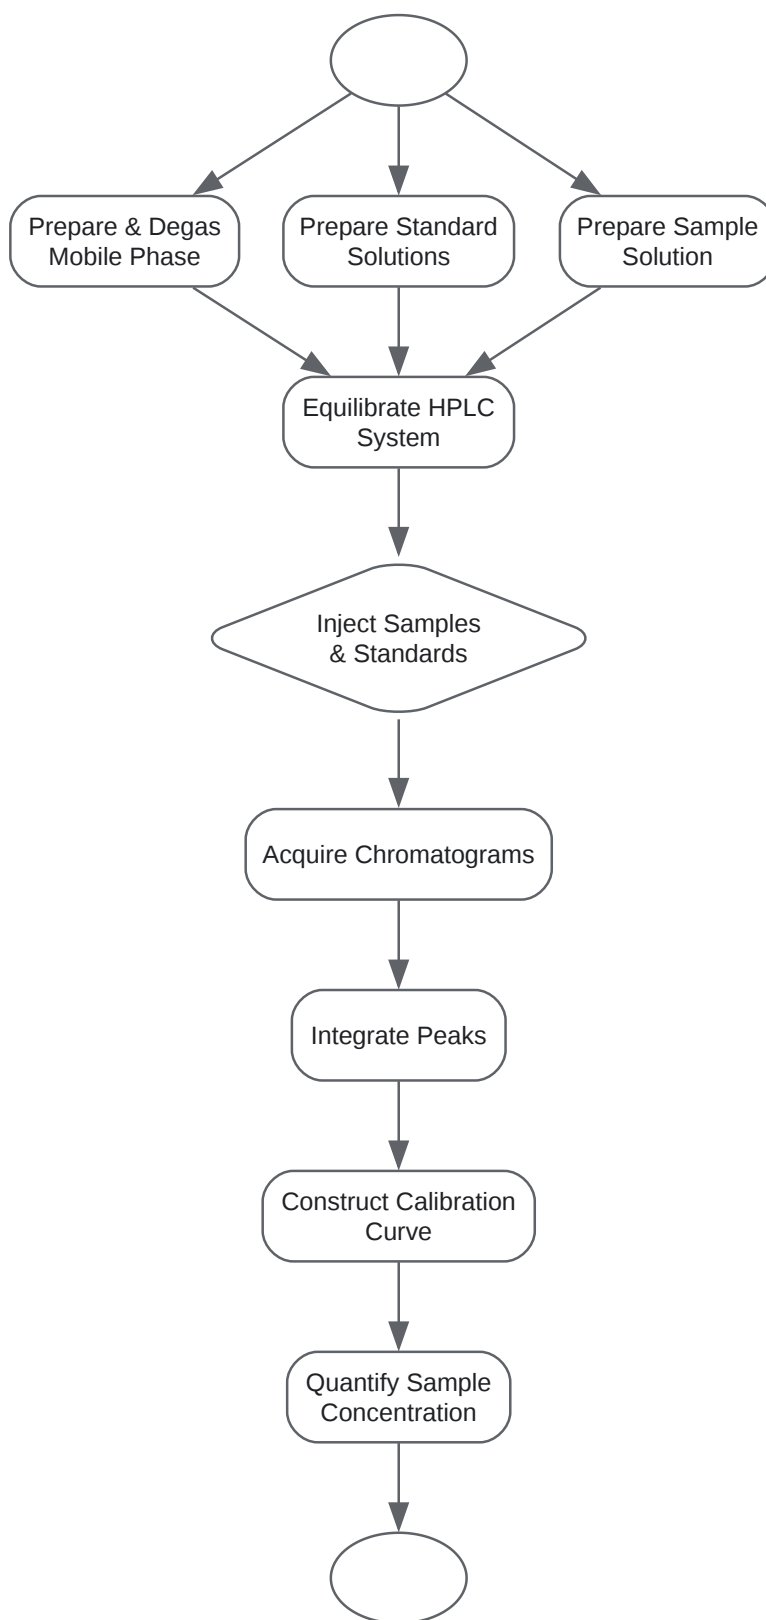 Prepare & Degas
Mobile Phase
Prepare Standard
Solutions
Prepare Sample
Solution
Equilibrate HPLC
System
Inject Samples
& Standards
Acquire Chromatograms
Integrate Peaks
Construct Calibration
Curve
Quantify Sample
Concentration